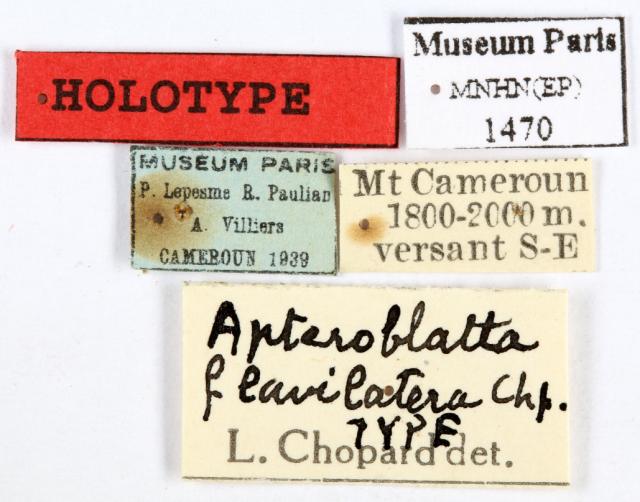 HOLOTYPE
Museum Paris
MNHN(EP)
1470
MUSEUM PARIS
P. Lepesme R. Paulian
A. Villiers
CAMEROUN 1939
Mt Cameroun
1800-2000 m.
versant S-E
Apteroblatta
flavilatera Chp.
TYPE
L. Chopard det.